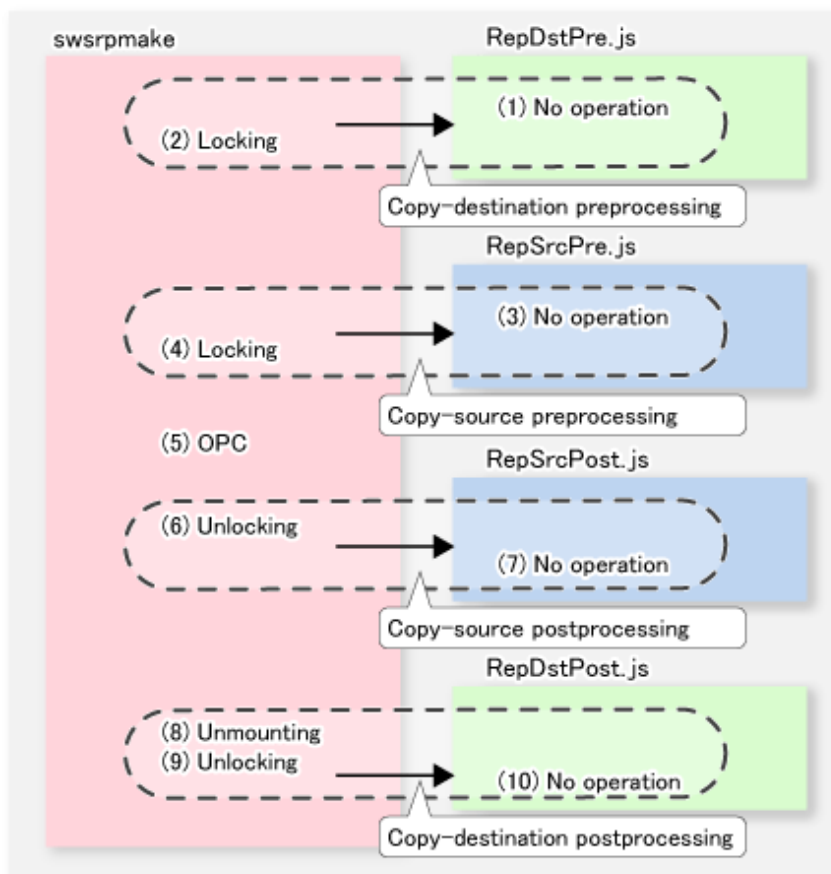 swsrpmake
RepDstPre.js
(1) No operation
(2) Locking
Copy-destination preprocessing
RepSrcPre.js
(3) No operation
(4) Locking
Copy-source preprocessing
(5) OPC
RepSrcPost.js
(6) Unlocking
(7) No operation
Copy-source postprocessing
RepDstPost.js
(8) Unmounting
(9) Unlocking
(10) No operation
Copy-destination postprocessing